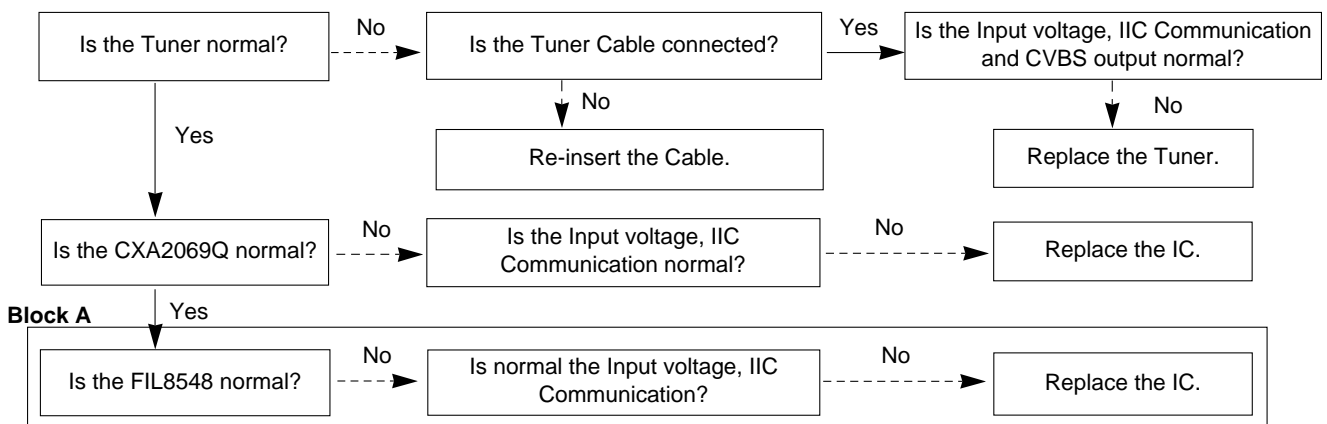 Is the Tuner normal?
No
Is the Tuner Cable connected?
Yes
Is the Input voltage, IIC Communication
and CVBS output normal?
Yes
No
Re-insert the Cable.
No
Replace the Tuner.
Is the CXA2069Q normal?
No
Is the Input voltage, IIC
Communication normal?
No
Replace the IC.
Yes
Block A
Is the FIL8548 normal?
No
Is normal the Input voltage, IIC
Communication?
No
Replace the IC.